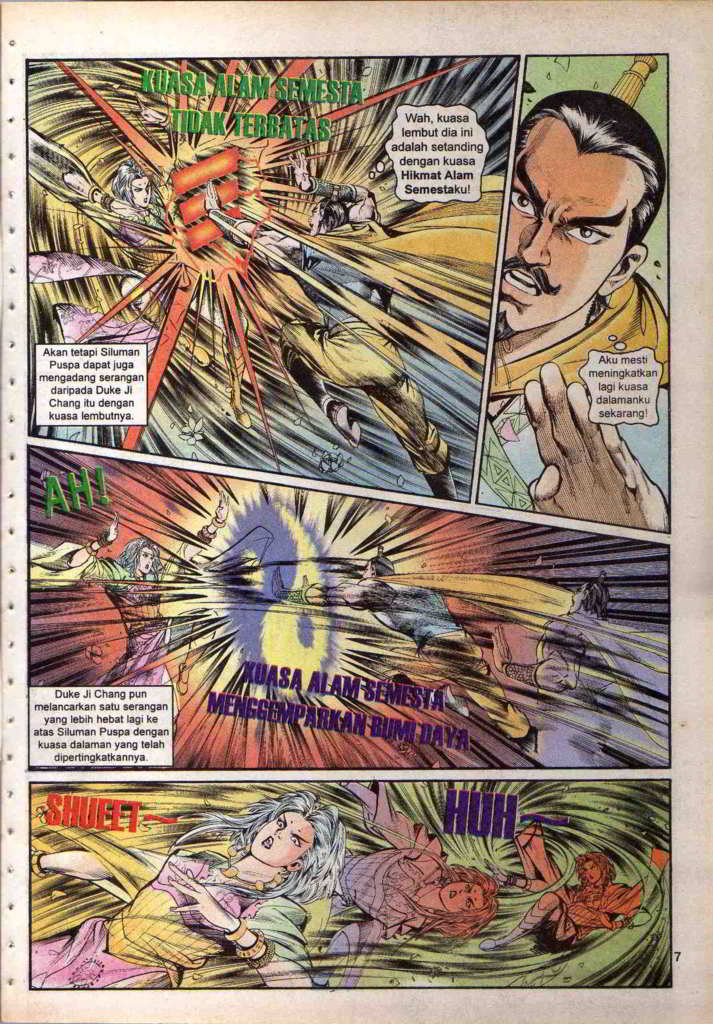 KUASA ALAM SEMESTA
TIDAK TERBATAS
Wah, kuasa
lembut dia ini
adalah setanding
dengan kuasa
Hikmat Alam
Semestaku!
Akan tetapi Siluman
Puspa dapat juga
mengadang serangan
daripada Duke Ji
Chang itu dengan
kuasa lembutnya.
Aku mesti
meningkatkan
lagi kuasa
dalamanku
sekarang!
AH!
KUASA ALAM SEMESTA
MENGGEMPARKAN BUMI DAYA
Duke Ji Chang pun
melancarkan satu serangan
yang lebih hebat lagi ke
atas Siluman Puspa dengan
kuasa dalaman yang telah
dipertingkatkannya.
SHUEET~
HUH~
7